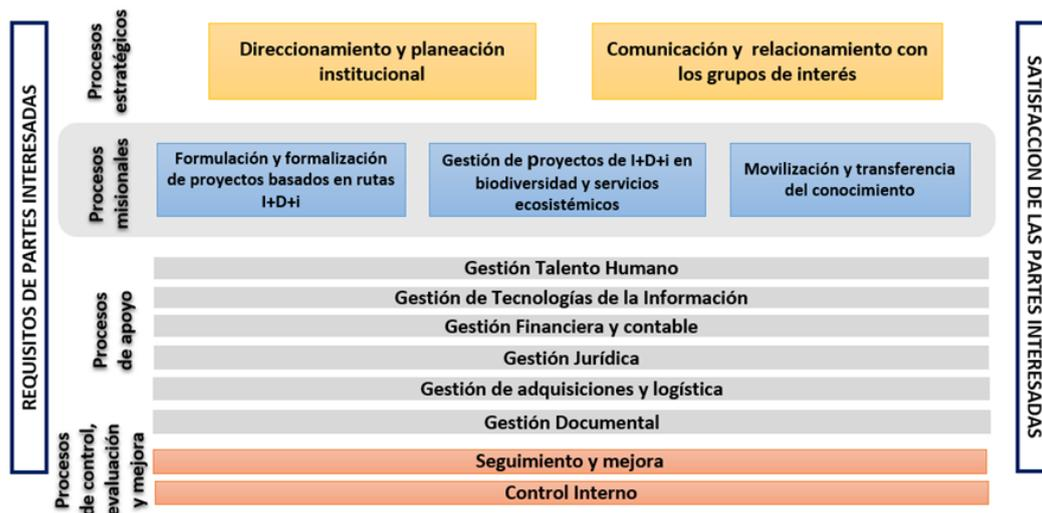 REQUISITOS DE PARTES INTERESADAS
Procesos
estratégicos
Direccionamiento y planeación
institucional
Comunicación y relacionamiento con
los grupos de interés
Procesos
misionales
Formulación y formalización
de proyectos basados en rutas
I+D+i
Gestión de proyectos de I+D+i en
biodiversidad y servicios
ecosistémicos
Movilización y transferencia
del conocimiento
Procesos
de apoyo
Gestión Talento Humano
Gestión de Tecnologías de la Información
Gestión Financiera y contable
Gestión Jurídica
Gestión de adquisiciones y logística
Gestión Documental
Procesos
de control,
evaluación
y mejora
Seguimiento y mejora
Control Interno
SATISFACCION DE LAS PARTES INTERESADAS